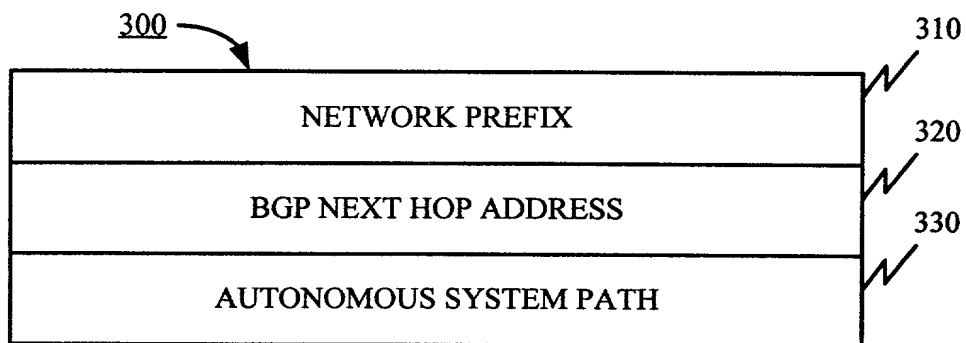 300
310
NETWORK PREFIX
320
BGP NEXT HOP ADDRESS
330
AUTONOMOUS SYSTEM PATH